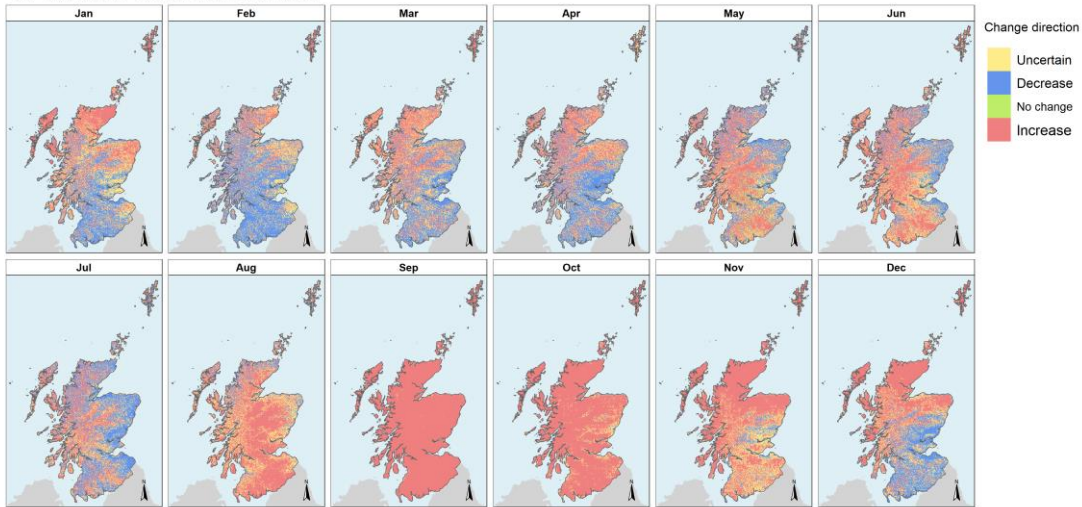 Jan
Feb
Mar
Apr
May
Jun
Change direction
Uncertain
Decrease
No change
Increase
Jul
Aug
Sep
Oct
Nov
Dec